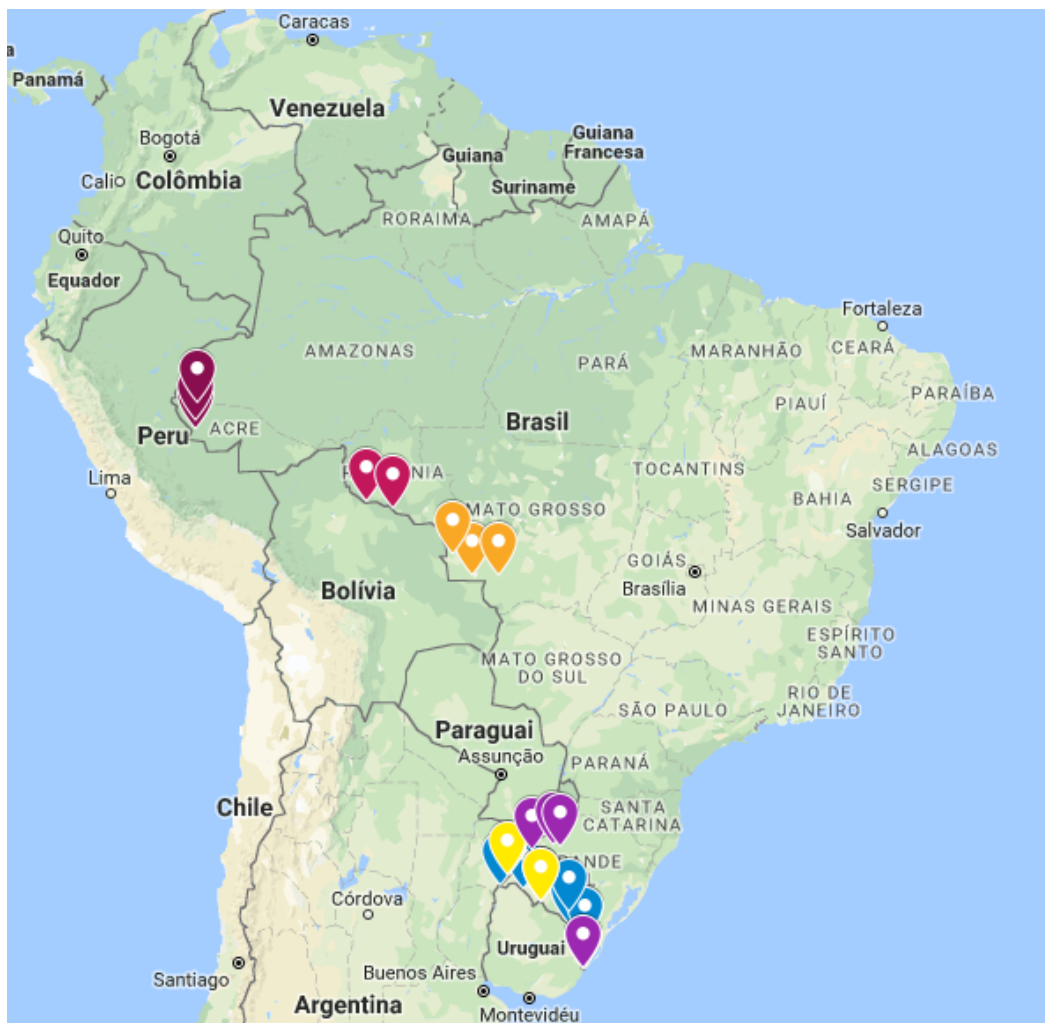 Caracas
a
Panamá
Venezuela
Guiana
Francesa
Bogotá
Guiana
Cali
Colômbia
Suriname
RORAIMA
AMAPÁ
Quito
Equador
Fortaleza
AMAZONAS
MARANHÃO
CEARÁ
PARÁ
PARAÍBA
PIAUÍ
Brasil
Peru
ACRE
ALAGOAS
TOCANTINS
Lima
SERGIPE
BAHIA
MATO GROSSO
Salvador
GOIÁS
Brasília
Bolívia
MINAS GERAIS
ESPÍRITO
SANTO
MATO GROSSO
DO SUL
RIO DE
JANEIRO
SÃO PAULO
Paraguai
Assunção
PARANÁ
Chile
SANTA
CATARINA
Córdova
Uruguai
Santiago
Buenos Aires
Argentina
Montevidéu